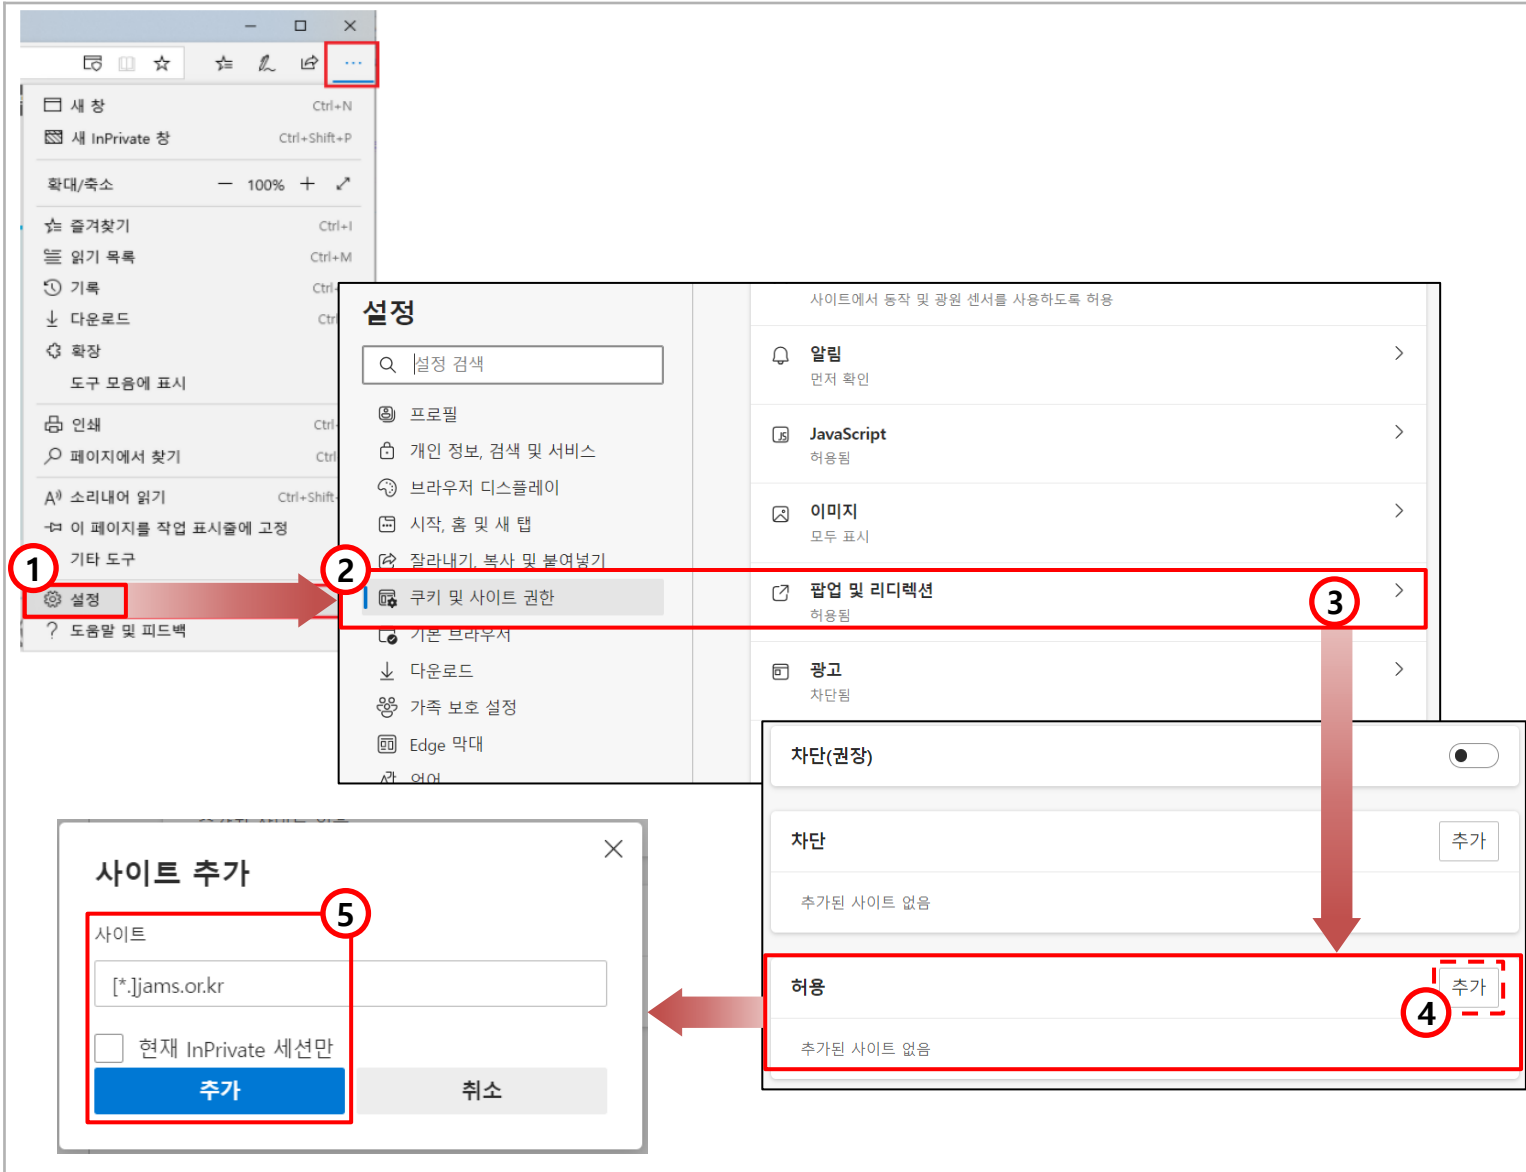 새 창 Ctrl+N
새 InPrivate 창 Ctrl+Shift+P
확대/축소 100%
즐겨찾기 Ctrl+I
읽기 목록 Ctrl+M
기록 Ctrl
다운로드 Ctrl
확장
도구 모음에 표시
인쇄 Ctrl
페이지에서 찾기 Ctrl
소리내어 읽기 Ctrl+Shift
이 페이지를 작업 표시줄에 고정
기타 도구
1
설정
도움말 및 피드백
설정
설정 검색
프로필
개인 정보, 검색 및 서비스
브라우저 디스플레이
시작, 홈 및 새 탭
잘라내기, 복사 및 붙여넣기
2
쿠키 및 사이트 권한
기본 브라우저
다운로드
가족 보호 설정
Edge 막대
언어
사이트에서 동작 및 광원 센서를 사용하도록 허용
알림
먼저 확인
JavaScript
허용됨
이미지
모두 표시
팝업 및 리디렉션
허용됨
3
광고
차단됨
차단(권장)
차단 추가
추가된 사이트 없음
허용 추가
4
추가된 사이트 없음
사이트 추가
5
사이트
[*.]jams.or.kr
현재 InPrivate 세션만
추가 취소